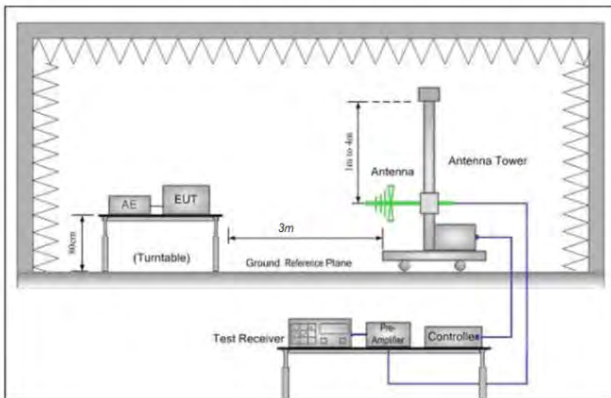 1m to 4m
Antenna
Antenna Tower
AE
EUT
80cm
(Turntable)
3m
Ground Reference Plane
Test Receiver
Pre-
Amplifier
Controller